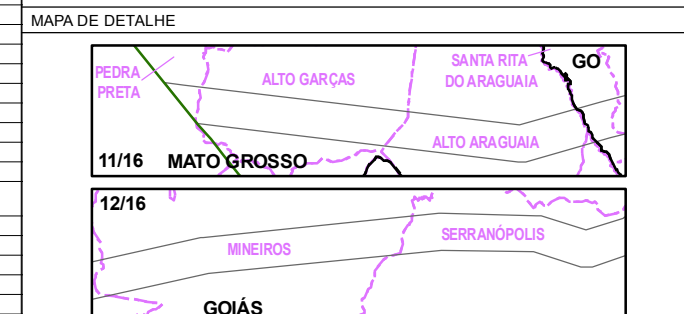 MAPA DE DETALHE
PEDRA
PRETA
ALTO GARÇAS
SANTA RITA
DO ARAGUAIA
GO
ALTO ARAGUAIA
11/16
MATO GROSSO
12/16
MINEIROS
SERRANÓPOLIS
GOIÁS